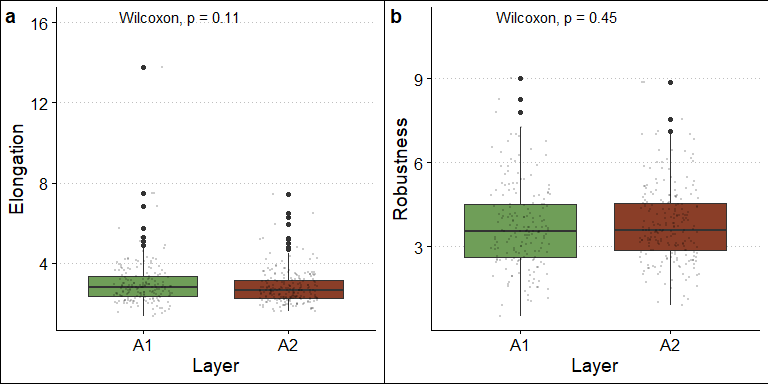 a
Wilcoxon, p = 0.11
Elongation
16
12
8
4
A1
A2
Layer
b
Wilcoxon, p = 0.45
Robustness
9
6
3
A1
A2
Layer